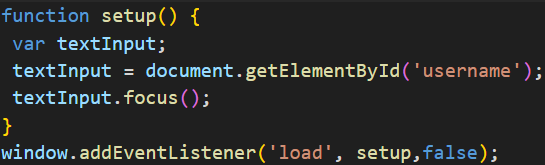 function setup() {
 var textInput;
 textInput = document.getElementById('username');
 textInput.focus();
}
window.addEventListener('load', setup,false);